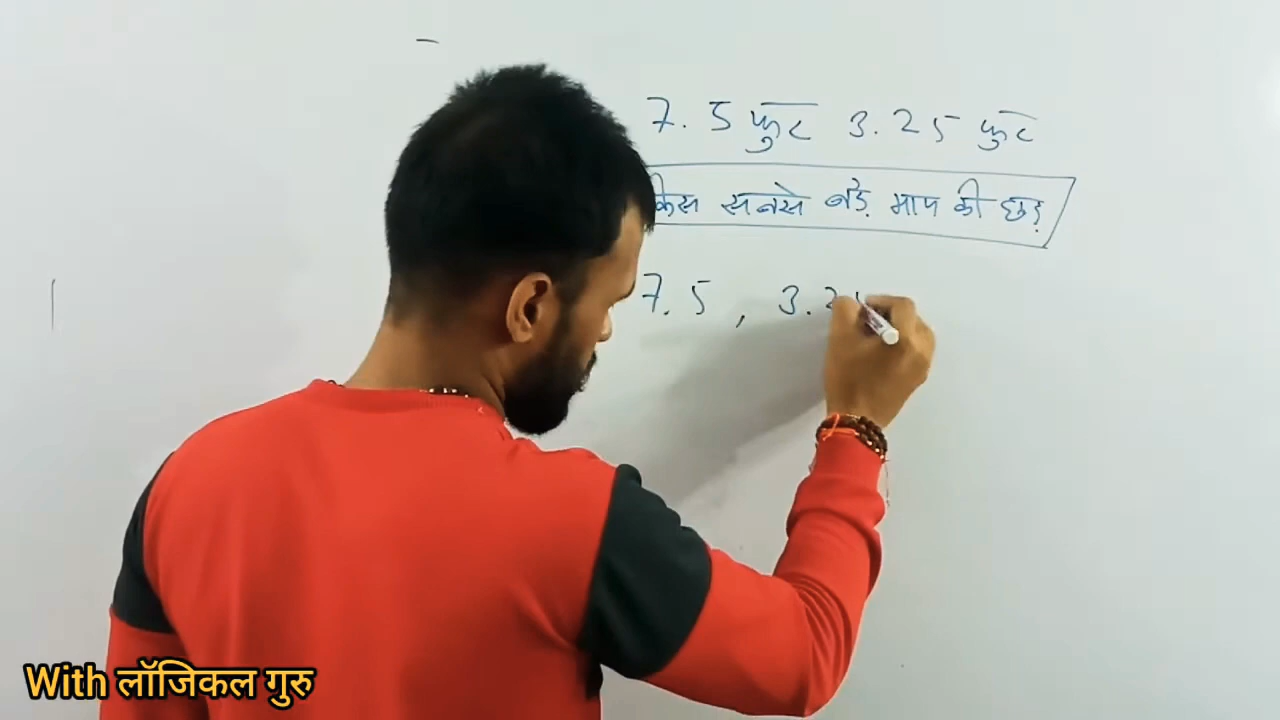 7.5 फुट 3.25 फुट
किस सबसे बड़े माप की छड़
7.5 , 3.2
With लॉजिकल गुरु